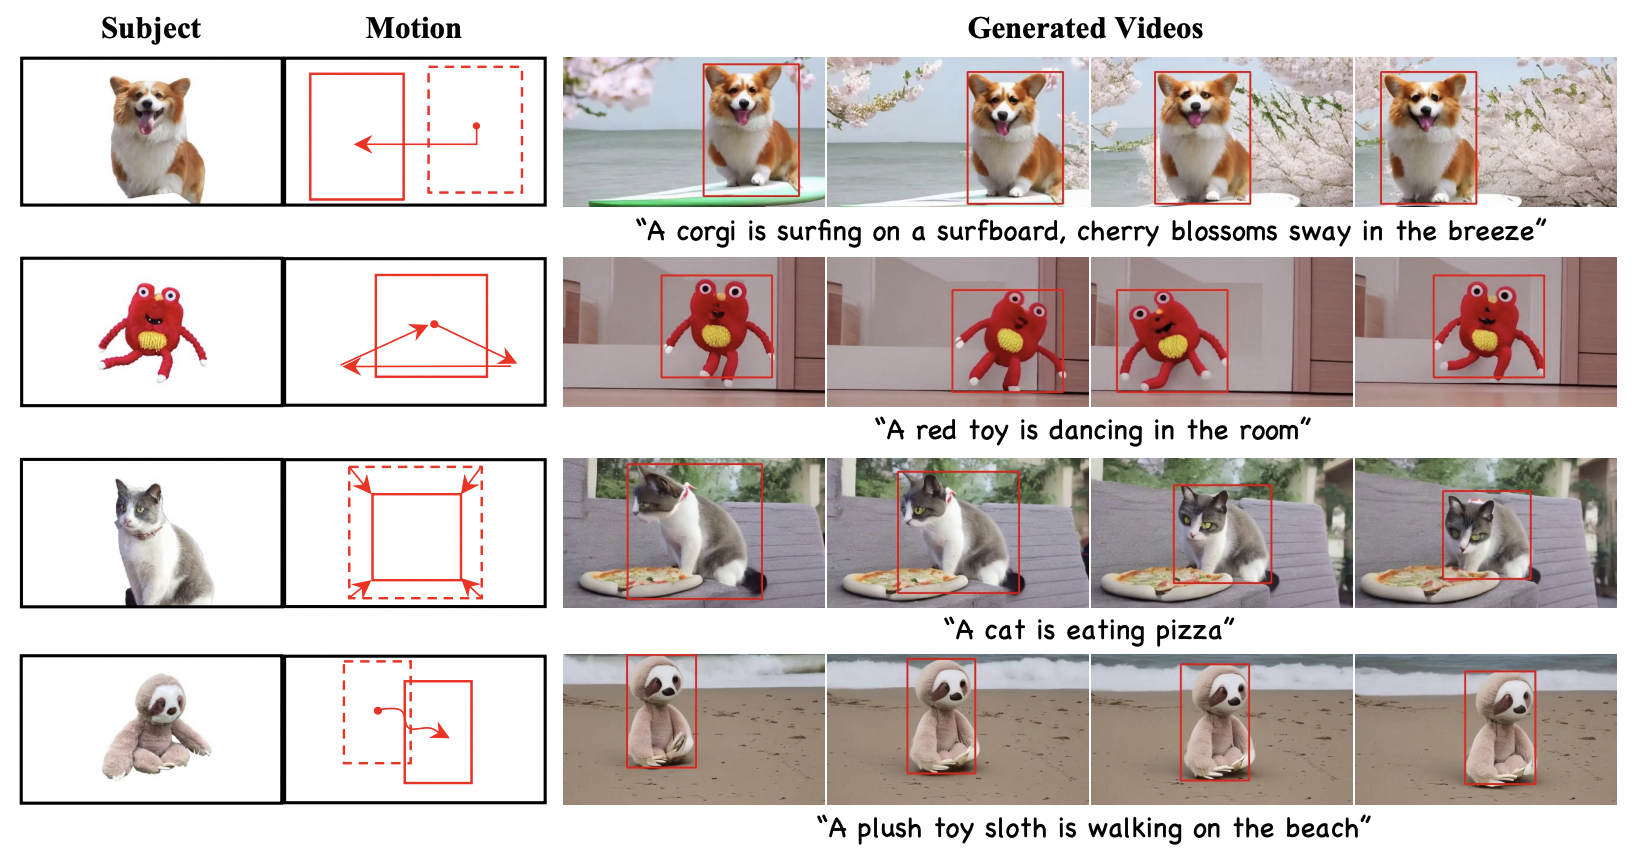 Subject Motion Generated Videos
“A corgi is surfing on a surfboard, cherry blossoms sway in the breeze”
“A red toy is dancing in the room”
“A cat is eating pizza”
“A plush toy sloth is walking on the beach”